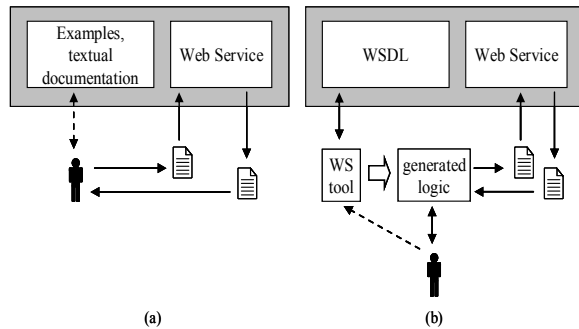 Examples,
textual
documentation
Web Service
WSDL
Web Service
WS
tool
generated
logic
(a)
(b)